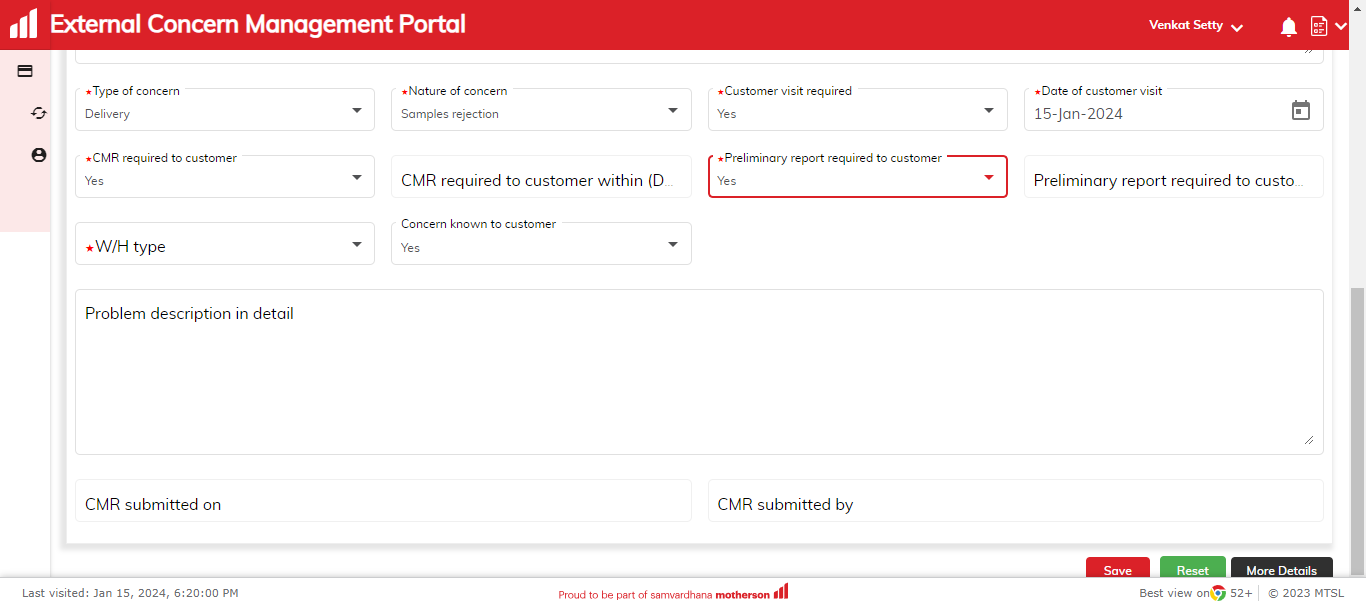 External Concern Management Portal
Venkat Setty
★Type of concern
Delivery
★Nature of concern
Samples rejection
★Customer visit required
Yes
★Date of customer visit
15-Jan-2024
★CMR required to customer
Yes
CMR required to customer within (D...
★Preliminary report required to customer
Yes
Preliminary report required to custo...
★W/H type
Concern known to customer
Yes
Problem description in detail
CMR submitted on
CMR submitted by
Save
Reset
More Details
Last visited: Jan 15, 2024, 6:20:00 PM
Proud to be part of samvardhana motherson
Best view on 52+
© 2023 MTSL